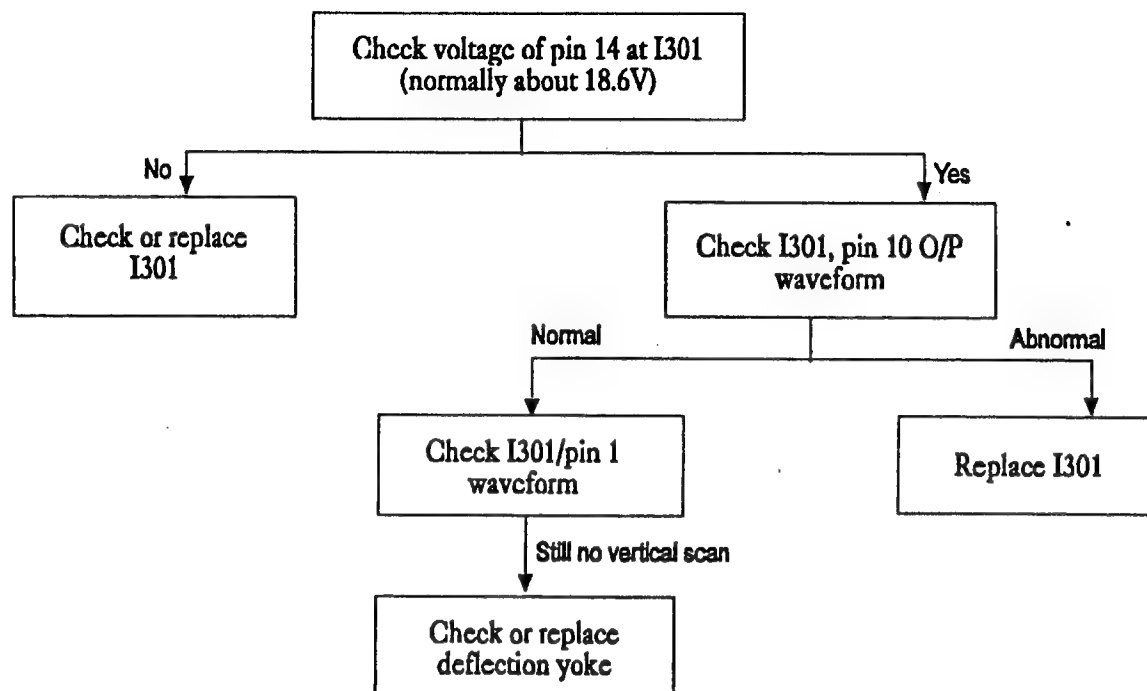 Check voltage of pin 14 at I301
(normally about 18.6V)
No
Yes
Check or replace
I301
Check I301, pin 10 O/P
waveform
Normal
Abnormal
Check I301/pin 1
waveform
Replace I301
Still no vertical scan
Check or replace
deflection yoke